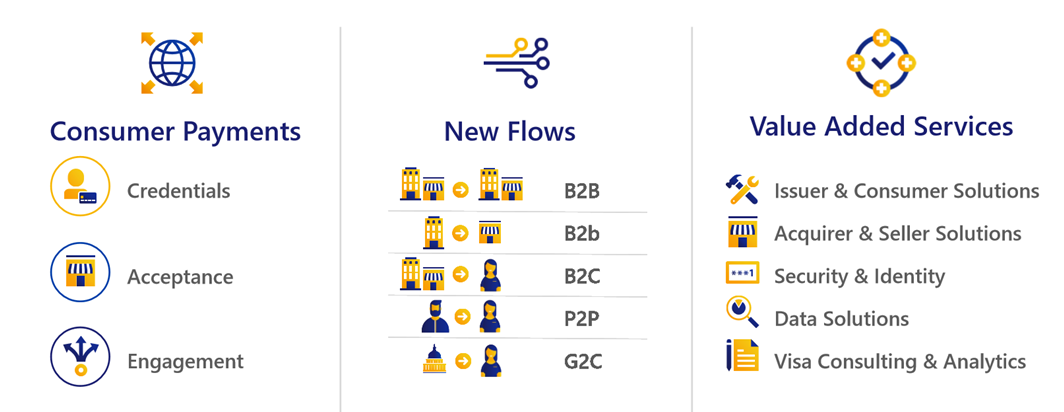 Consumer Payments
Credentials
Acceptance
Engagement
New Flows
B2B
B2b
B2C
P2P
G2C
Value Added Services
Issuer & Consumer Solutions
Acquirer & Seller Solutions
***1
Security & Identity
Data Solutions
Visa Consulting & Analytics